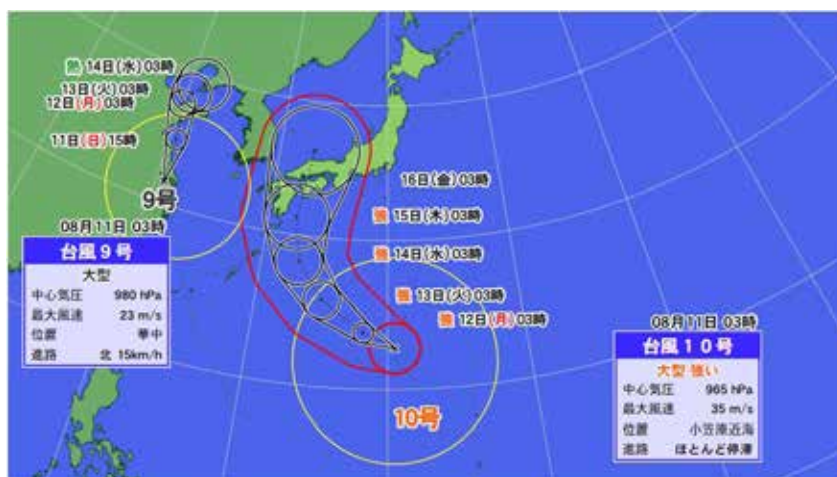 熱 14日(水)03時
13日(火)03時
12日(月)03時
11日(日)15時
9号
08月11日 03時
台風9号
大型
中心気圧 980 hPa
最大風速 23 m/s
位置 華中
進路 北 15km/h
16日(金)03時
強 15日(木)03時
強 14日(水)03時
強 13日(火)03時
強 12日(月)03時
10号
08月11日 03時
台風10号
大型 強い
中心気圧 965 hPa
最大風速 35 m/s
位置 小笠原近海
進路 ほとんど停滞